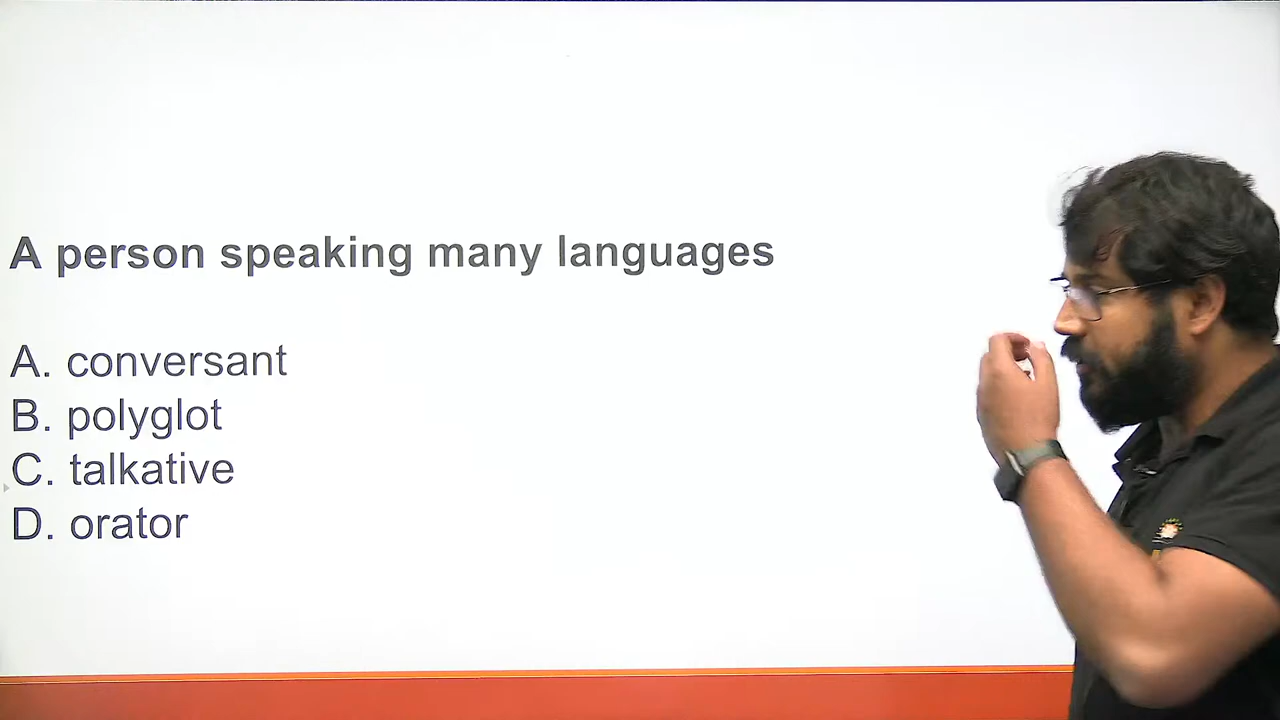 A person speaking many languages
A. conversant
B. polyglot
C. talkative
D. orator